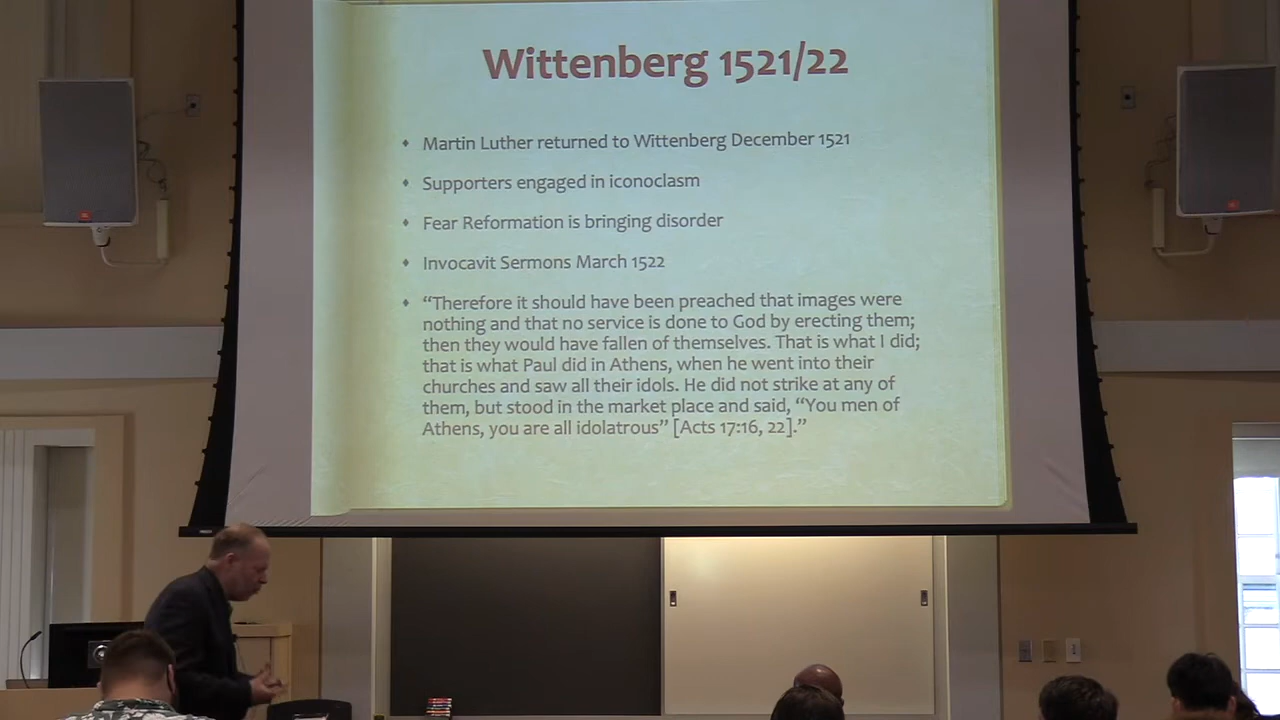 Wittenberg 1521/22
Martin Luther returned to Wittenberg December 1521
Supporters engaged in iconoclasm
Fear Reformation is bringing disorder
Invocavit Sermons March 1522
“Therefore it should have been preached that images were
nothing and that no service is done to God by erecting them;
then they would have fallen of themselves. That is what I did;
that is what Paul did in Athens, when he went into their
churches and saw all their idols. He did not strike at any of
them, but stood in the market place and said, “You men of
Athens, you are all idolatrous” [Acts 17:16, 22].”